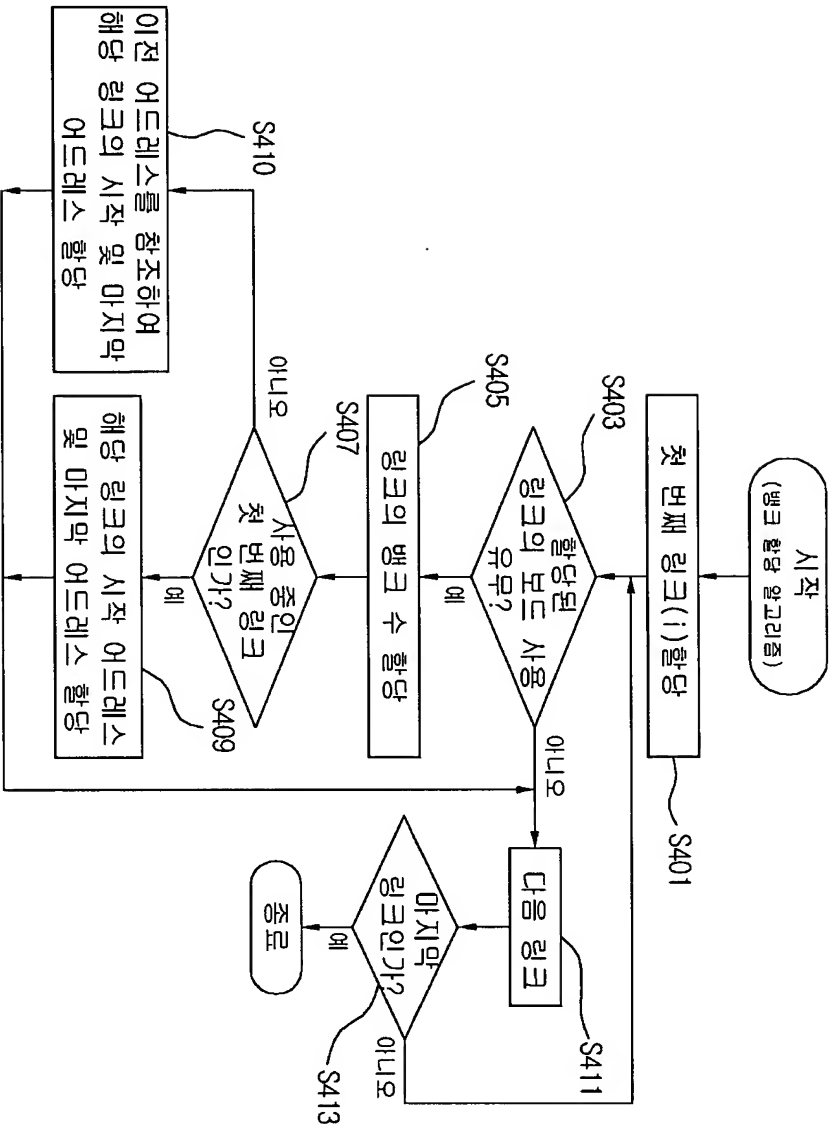 시작
(뱅크 할당 알고리즘)
첫 번째 링크(i)할당
S401
할당된
링크의 보드 사용
유무?
S403
아니오
예
링크의 뱅크 수 할당
S405
사용 중인
첫 번째 링크
인가?
S407
아니오
예
해당 링크의 시작 어드레스
및 마지막 어드레스 할당
S409
이전 어드레스를 참조하여
해당 링크의 시작 및 마지막
어드레스 할당
S410
다음 링크
S411
마지막
링크인가?
S413
아니오
예
종료